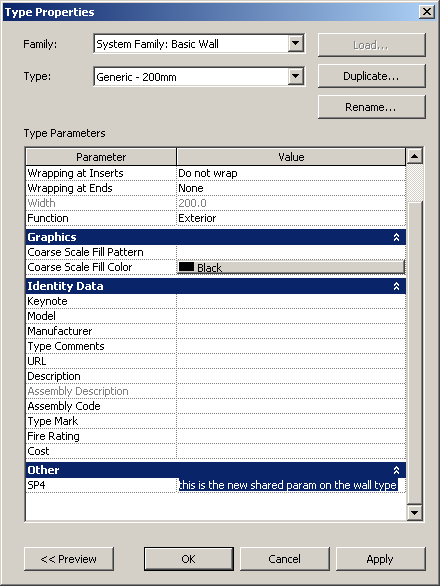 Type Properties
Family: System Family: Basic Wall Load...
Type: Generic - 200mm Duplicate...
Rename...
Type Parameters
Parameter Value
Wrapping at Inserts Do not wrap
Wrapping at Ends None
Width 200.0
Function Exterior
Graphics
Coarse Scale Fill Pattern
Coarse Scale Fill Color Black
Identity Data
Keynote
Model
Manufacturer
Type Comments
URL
Description
Assembly Description
Assembly Code
Type Mark
Fire Rating
Cost
Other
SP4 this is the new shared param on the wall type
<< Preview OK Cancel Apply